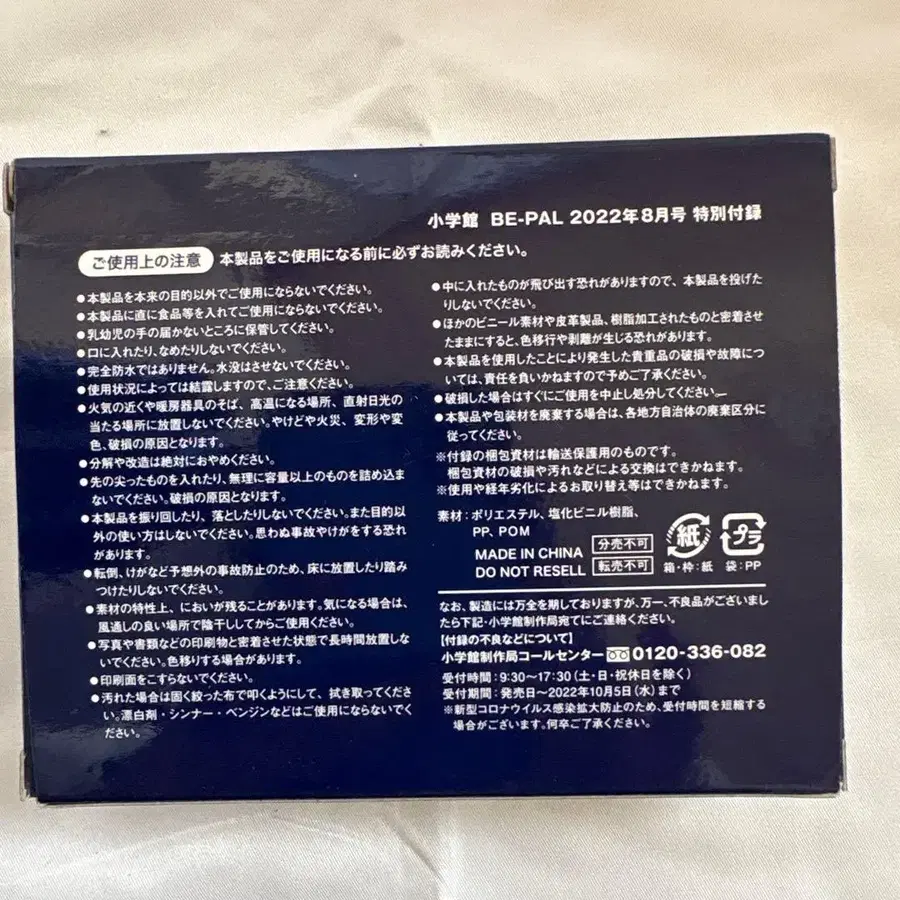 小学館 BE-PAL 2022年8月号 特別付録
ご使用上の注意 本製品をご使用になる前に必ずお読みください。
●本製品を本来の目的以外でご使用にならないでください。
●本製品に直に食品等を入れてご使用にならないでください。
●乳幼児の手の届かないところに保管してください。
●口に入れたり、なめたりしないでください。
●完全防水ではありません。水没はさせないでください。
●使用状況によっては結露しますので、ご注意ください。
●火気の近くや暖房器具のそば、高温になる場所、直射日光の
当たる場所に放置しないでください。やけどや火災、変形や変
色、破損の原因となります。
●分解や改造は絶対におやめください。
●先の尖ったものを入れたり、無理に容量以上のものを詰め込ま
ないでください。破損の原因となります。
●本製品を振り回したり、落としたりしないでください。また目的以
外の使い方はしないでください。思わぬ事故やけがをする恐れ
があります。
●転倒、けがなど予想外の事故防止のため、床に放置したり踏み
つけたりしないでください。
●素材の特性上、においが残ることがあります。気になる場合は、
風通しの良い場所で陰干ししてからご使用ください。
●写真や書類などの印刷物と密着させた状態で長時間放置しな
いでください。色移りする場合があります。
●印刷面をこすらないでください。
●汚れた場合は固く絞った布で叩くようにして、拭き取ってくださ
い。漂白剤・シンナー・ベンジンなどはご使用にならないでくだ
さい。
●中に入れたものが飛び出す恐れがありますので、本製品を投げた
りしないでください。
●ほかのビニール素材や皮革製品、樹脂加工されたものと密着させ
たままにすると、色移行や剥離が生じる恐れがあります。
●本製品を使用したことにより発生した貴重品の破損や故障につ
いては、責任を負いかねますので予めご了承ください。
●破損した場合はすぐにご使用を中止し処分してください。
●本製品や包装材を廃棄する場合は、各地方自治体の廃棄区分に
従ってください。
※付録の梱包資材は輸送保護用のものです。
梱包資材の破損や汚れなどによる交換はできかねます。
※使用や経年劣化によるお取り替え等はできかねます。
素材：ポリエステル、塩化ビニル樹脂、
PP、POM
MADE IN CHINA 分売不可
DO NOT RESELL 転売不可
紙 プラ
箱・枠：紙 袋：PP
なお、製造には万全を期しておりますが、万一、不良品がございまし
たら下記・小学館制作局宛てにご連絡ください。
【付録の不良などについて】
小学館制作局コールセンター 0120-336-082
受付時間：9：30～17：30（土・日・祝休日を除く）
受付期間：発売日～2022年10月5日（水）まで
※新型コロナウイルス感染拡大防止のため、受付時間を短縮する
場合がございます。何卒ご了承ください。